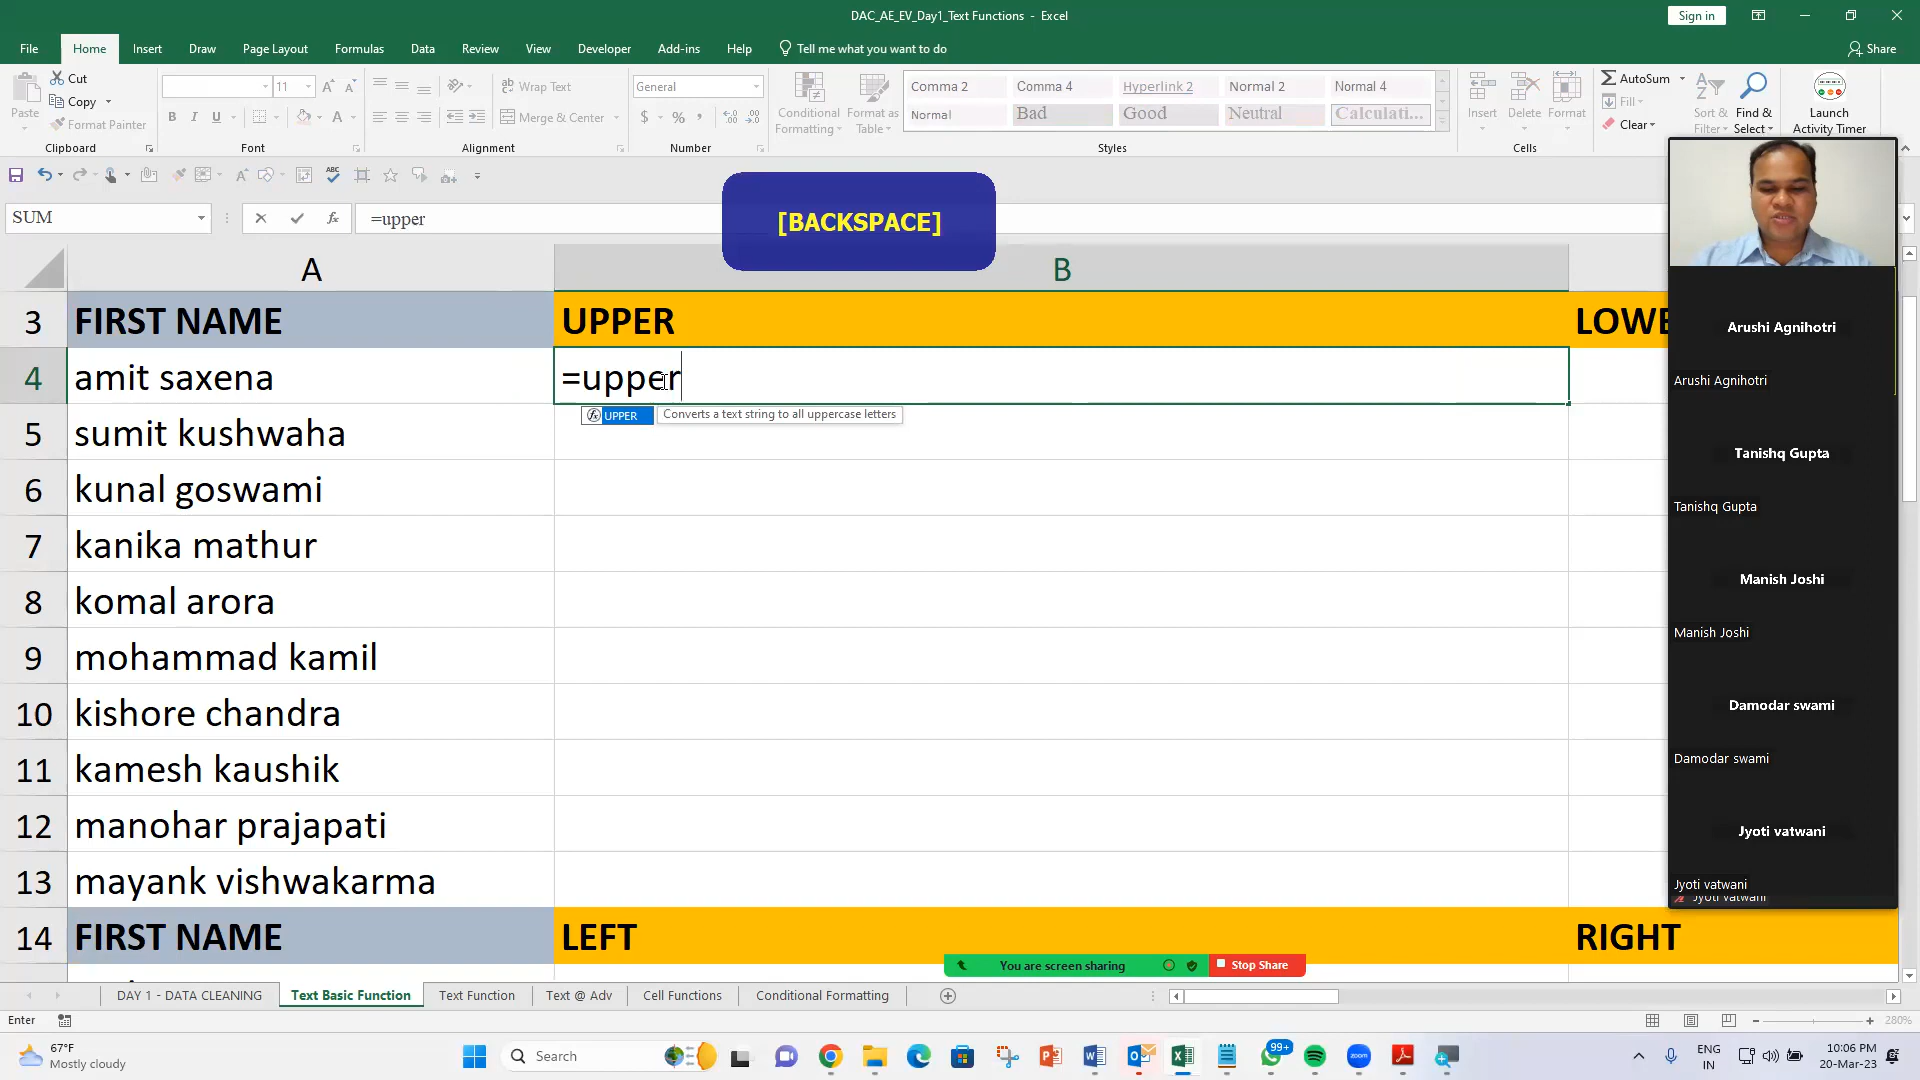 DAC_AE_EV_Day1_Text Functions - Excel
Sign in
File Home Insert Draw Page Layout Formulas Data Review View Developer Add-ins Help Tell me what you want to do Share
Paste
Cut
Copy
Format Painter
11
Wrap Text
Merge & Center
General
Conditional Formatting
Format as Table
Comma 2 Comma 4 Hyperlink 2 Normal 2 Normal 4
Normal Bad Good Neutral Calculati...
Insert Delete Format
AutoSum
Fill
Clear
Sort & Filter
Find & Select
Launch Activity Timer
Clipboard Font Alignment Number Styles Cells
SUM
=upper
[BACKSPACE]
A B
3 FIRST NAME UPPER LOWE
4 amit saxena =upper
UPPER Converts a text string to all uppercase letters
5 sumit kushwaha
6 kunal goswami
7 kanika mathur
8 komal arora
9 mohammad kamil
10 kishore chandra
11 kamesh kaushik
12 manohar prajapati
13 mayank vishwakarma
14 FIRST NAME LEFT RIGHT
Arushi Agnihotri
Arushi Agnihotri
Tanishq Gupta
Tanishq Gupta
Manish Joshi
Manish Joshi
Damodar swami
Damodar swami
Jyoti vatwani
Jyoti vatwani
Jyoti vatwani
You are screen sharing Stop Share
DAY 1 - DATA CLEANING Text Basic Function Text Function Text @ Adv Cell Functions Conditional Formatting
Enter
280%
67°F
Mostly cloudy
Search
99+
zoom
ENG
IN
10:06 PM
20-Mar-23